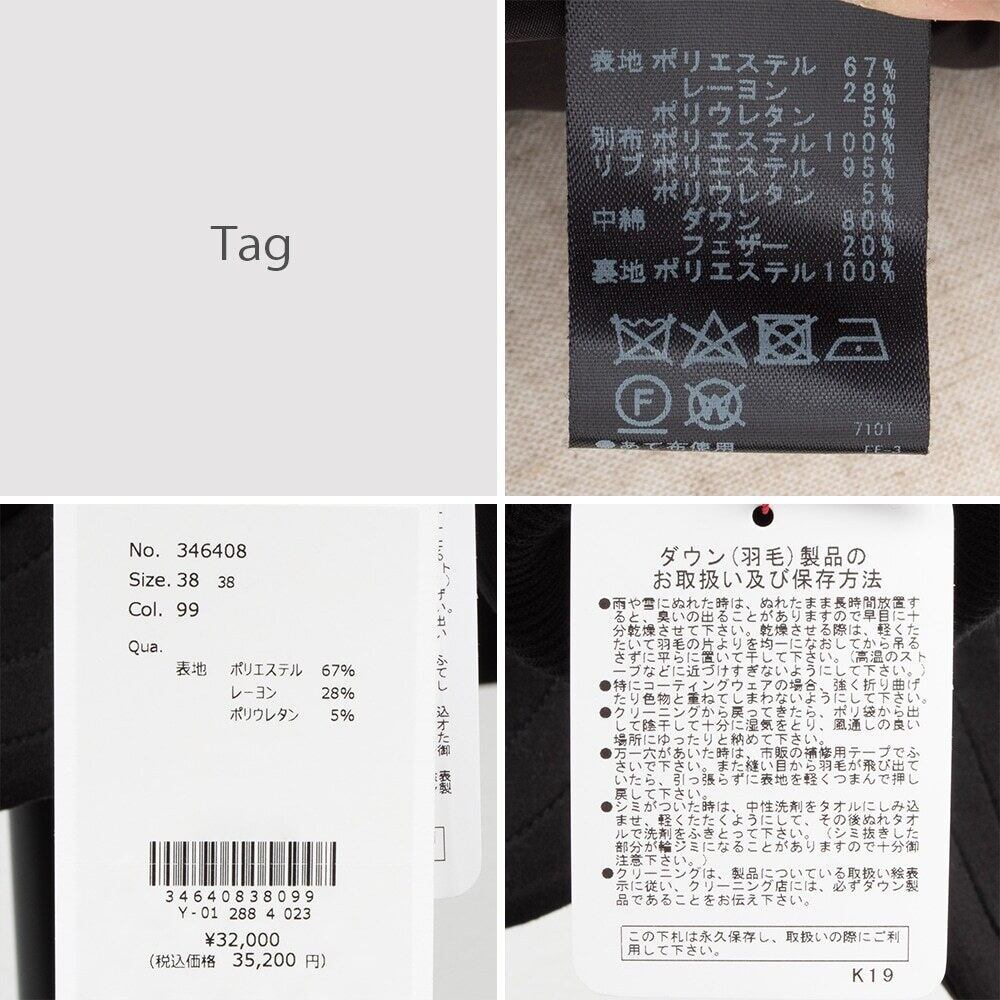 Tag
表地 ポリエステル 67%
レーヨン 28%
ポリウレタン 5%
別布 ポリエステル 100%
リブ ポリエステル 95%
ポリウレタン 5%
中綿 ダウン 80%
フェザー 20%
裏地 ポリエステル 100%
F W
7101
No. 346408
Size. 38 38
Col. 99
Qua.
表地 ポリエステル 67%
レーヨン 28%
ポリウレタン 5%
34640838099
Y-01 288 4 023
¥32,000
(税込価格 35,200 円)
ダウン(羽毛)製品の
お取扱い及び保存方法
●雨や雪にぬれた時は、ぬれたまま長時間放置す
ると、臭いの出ることがありますので早目に十
分乾燥させて下さい。乾燥させる際は、軽くた
たいて羽毛の片よりを均一になおしてから吊る
さずに平らに置いて干して下さい。(高温のスト
ーブなどに近づけすぎないようにして下さい。)
●特にコーティングウェアの場合、強く折り曲げ
たり色物と重ねてしまわないようにして下さい。
●クリーニングから戻ってきたら、ポリ袋から出
して陰干して十分に湿気をとり、風通しの良い
場所にゆったりと納めて下さい。
●万一穴があいた時は、市販の補修用テープでふ
さいで下さい。また縫い目から羽毛が飛び出て
いたら、引っ張らずに表地を軽くつまんで押し
戻して下さい。
●シミがついた時は、中性洗剤をタオルにしみ込
ませ、軽くたたくようにして、その後ぬれタオ
ルで洗剤をふきとって下さい。(シミ抜きした
部分が輪ジミになることがありますので十分御
注意下さい。)
●クリーニングは、製品についている取扱い絵表
示に従い、クリーニング店には、必ずダウン製
品であることをお伝え下さい。
この下札は永久保存し、取扱いの際にご利
用下さい。
K19